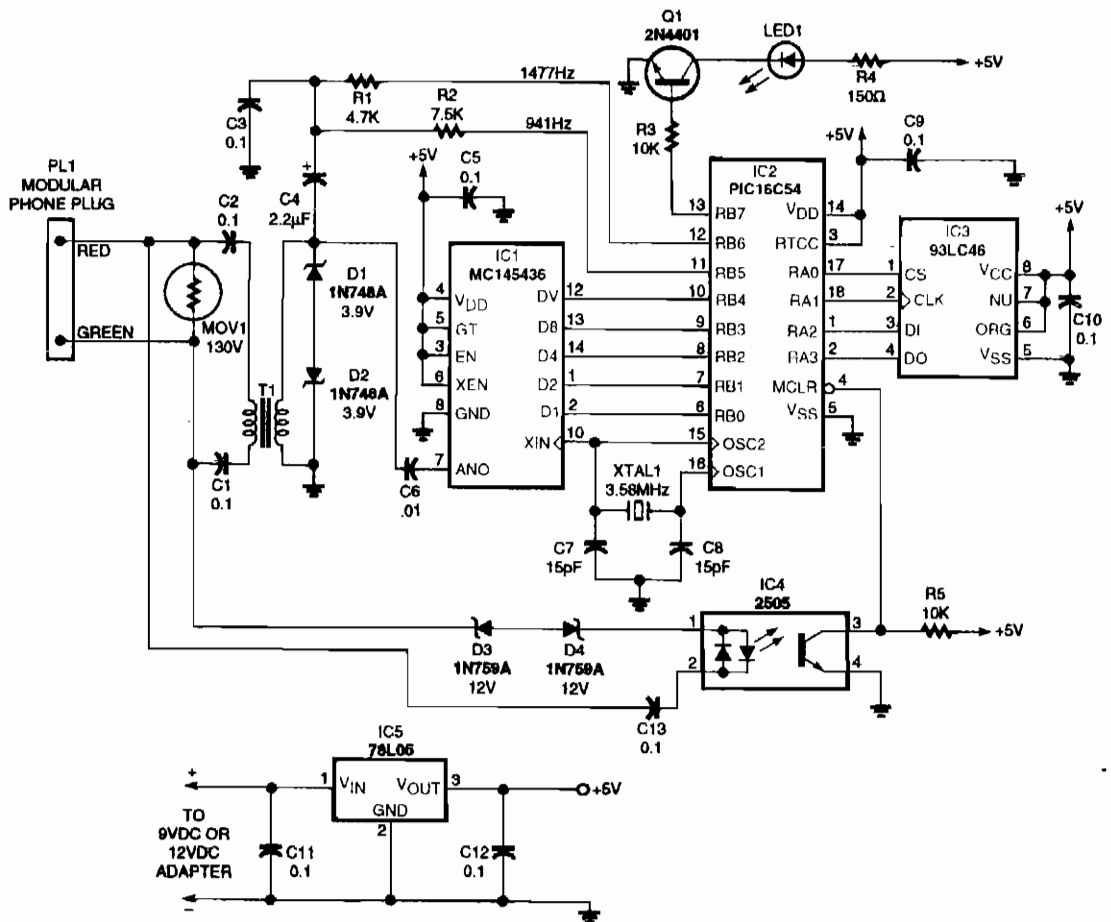 Q1
2N4401
LED1
R4
150Ω
+5V
1477Hz
R1
4.7K
R2
7.5K
941Hz
C3
0.1
R3
10K
C9
0.1
+5V
+5V
C5
0.1
PL1
MODULAR
PHONE PLUG
C2
0.1
C4
2.2µF
+
RED
GREEN
MOV1
130V
D1
1N748A
3.9V
D2
1N748A
3.9V
T1
C1
0.1
C6
.01
IC1
MC145436
4 VDD
5 GT
3 EN
6 XEN
8 GND
7 ANO
DV 12
D8 13
D4 14
D2 1
D1 2
XIN 10
IC2
PIC16C54
13 RB7
12 RB6
11 RB5
10 RB4
9 RB3
8 RB2
7 RB1
6 RB0
15 OSC2
16 OSC1
VDD 14
RTCC 3
RA0 17
RA1 18
RA2 1
RA3 2
MCLR 4
VSS 5
IC3
93LC46
1 CS
2 CLK
3 DI
4 DO
VCC 8
NU 7
ORG 6
VSS 5
+5V
C10
0.1
XTAL1
3.58MHz
C7
15pF
C8
15pF
IC4
2505
1
2
3
4
R5
10K
+5V
D3
1N759A
12V
D4
1N759A
12V
C13
0.1
IC5
78L05
1 VIN
VOUT 3
GND
2
+5V
+
TO
9VDC OR
12VDC
ADAPTER
–
C11
0.1
C12
0.1